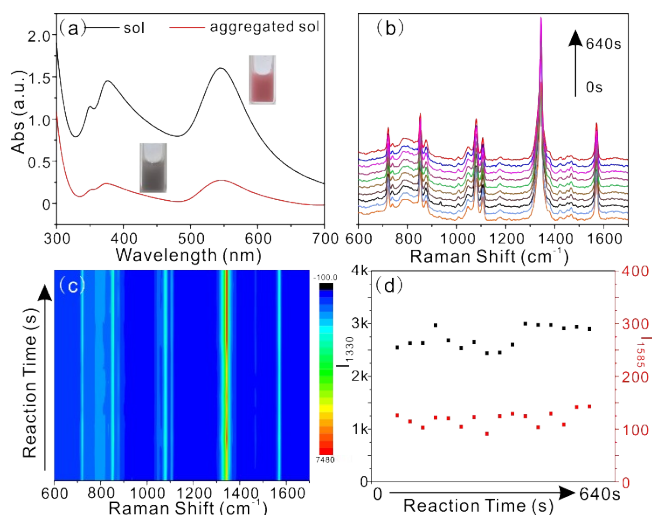 (a)
sol
aggregated sol
2.0
1.5
1.0
0.5
0
Abs (a.u.)
300
400
500
600
700
Wavelength (nm)
(b)
640s
0s
600
800
1000
1200
1400
1600
Raman Shift (cm⁻¹)
(c)
Reaction Time (s)
-100.0
7480
600
800
1000
1200
1400
1600
Raman Shift (cm⁻¹)
(d)
4k
3k
2k
1k
0
I₁₃₃₀
400
300
200
100
0
I₁₅₈₅
0
640s
Reaction Time (s)